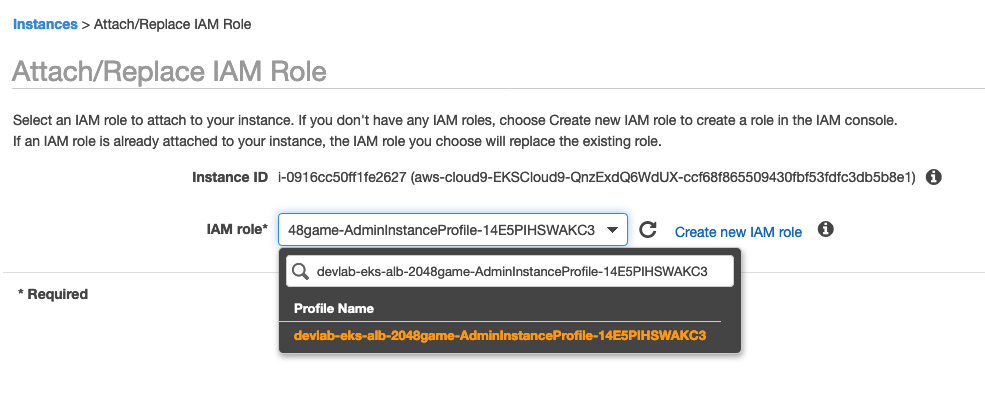 Instances > Attach/Replace IAM Role
Attach/Replace IAM Role
Select an IAM role to attach to your instance. If you don't have any IAM roles, choose Create new IAM role to create a role in the IAM console.
If an IAM role is already attached to your instance, the IAM role you choose will replace the existing role.
Instance ID i-0916cc50ff1fe2627 (aws-cloud9-EKSCloud9-QnzExdQ6WdUX-ccf68f865509430fbf53fdfc3db5b8e1)
IAM role* 48game-AdminInstanceProfile-14E5PIHSWAKC3 Create new IAM role
devlab-eks-alb-2048game-AdminInstanceProfile-14E5PIHSWAKC3
* Required
Profile Name
devlab-eks-alb-2048game-AdminInstanceProfile-14E5PIHSWAKC3